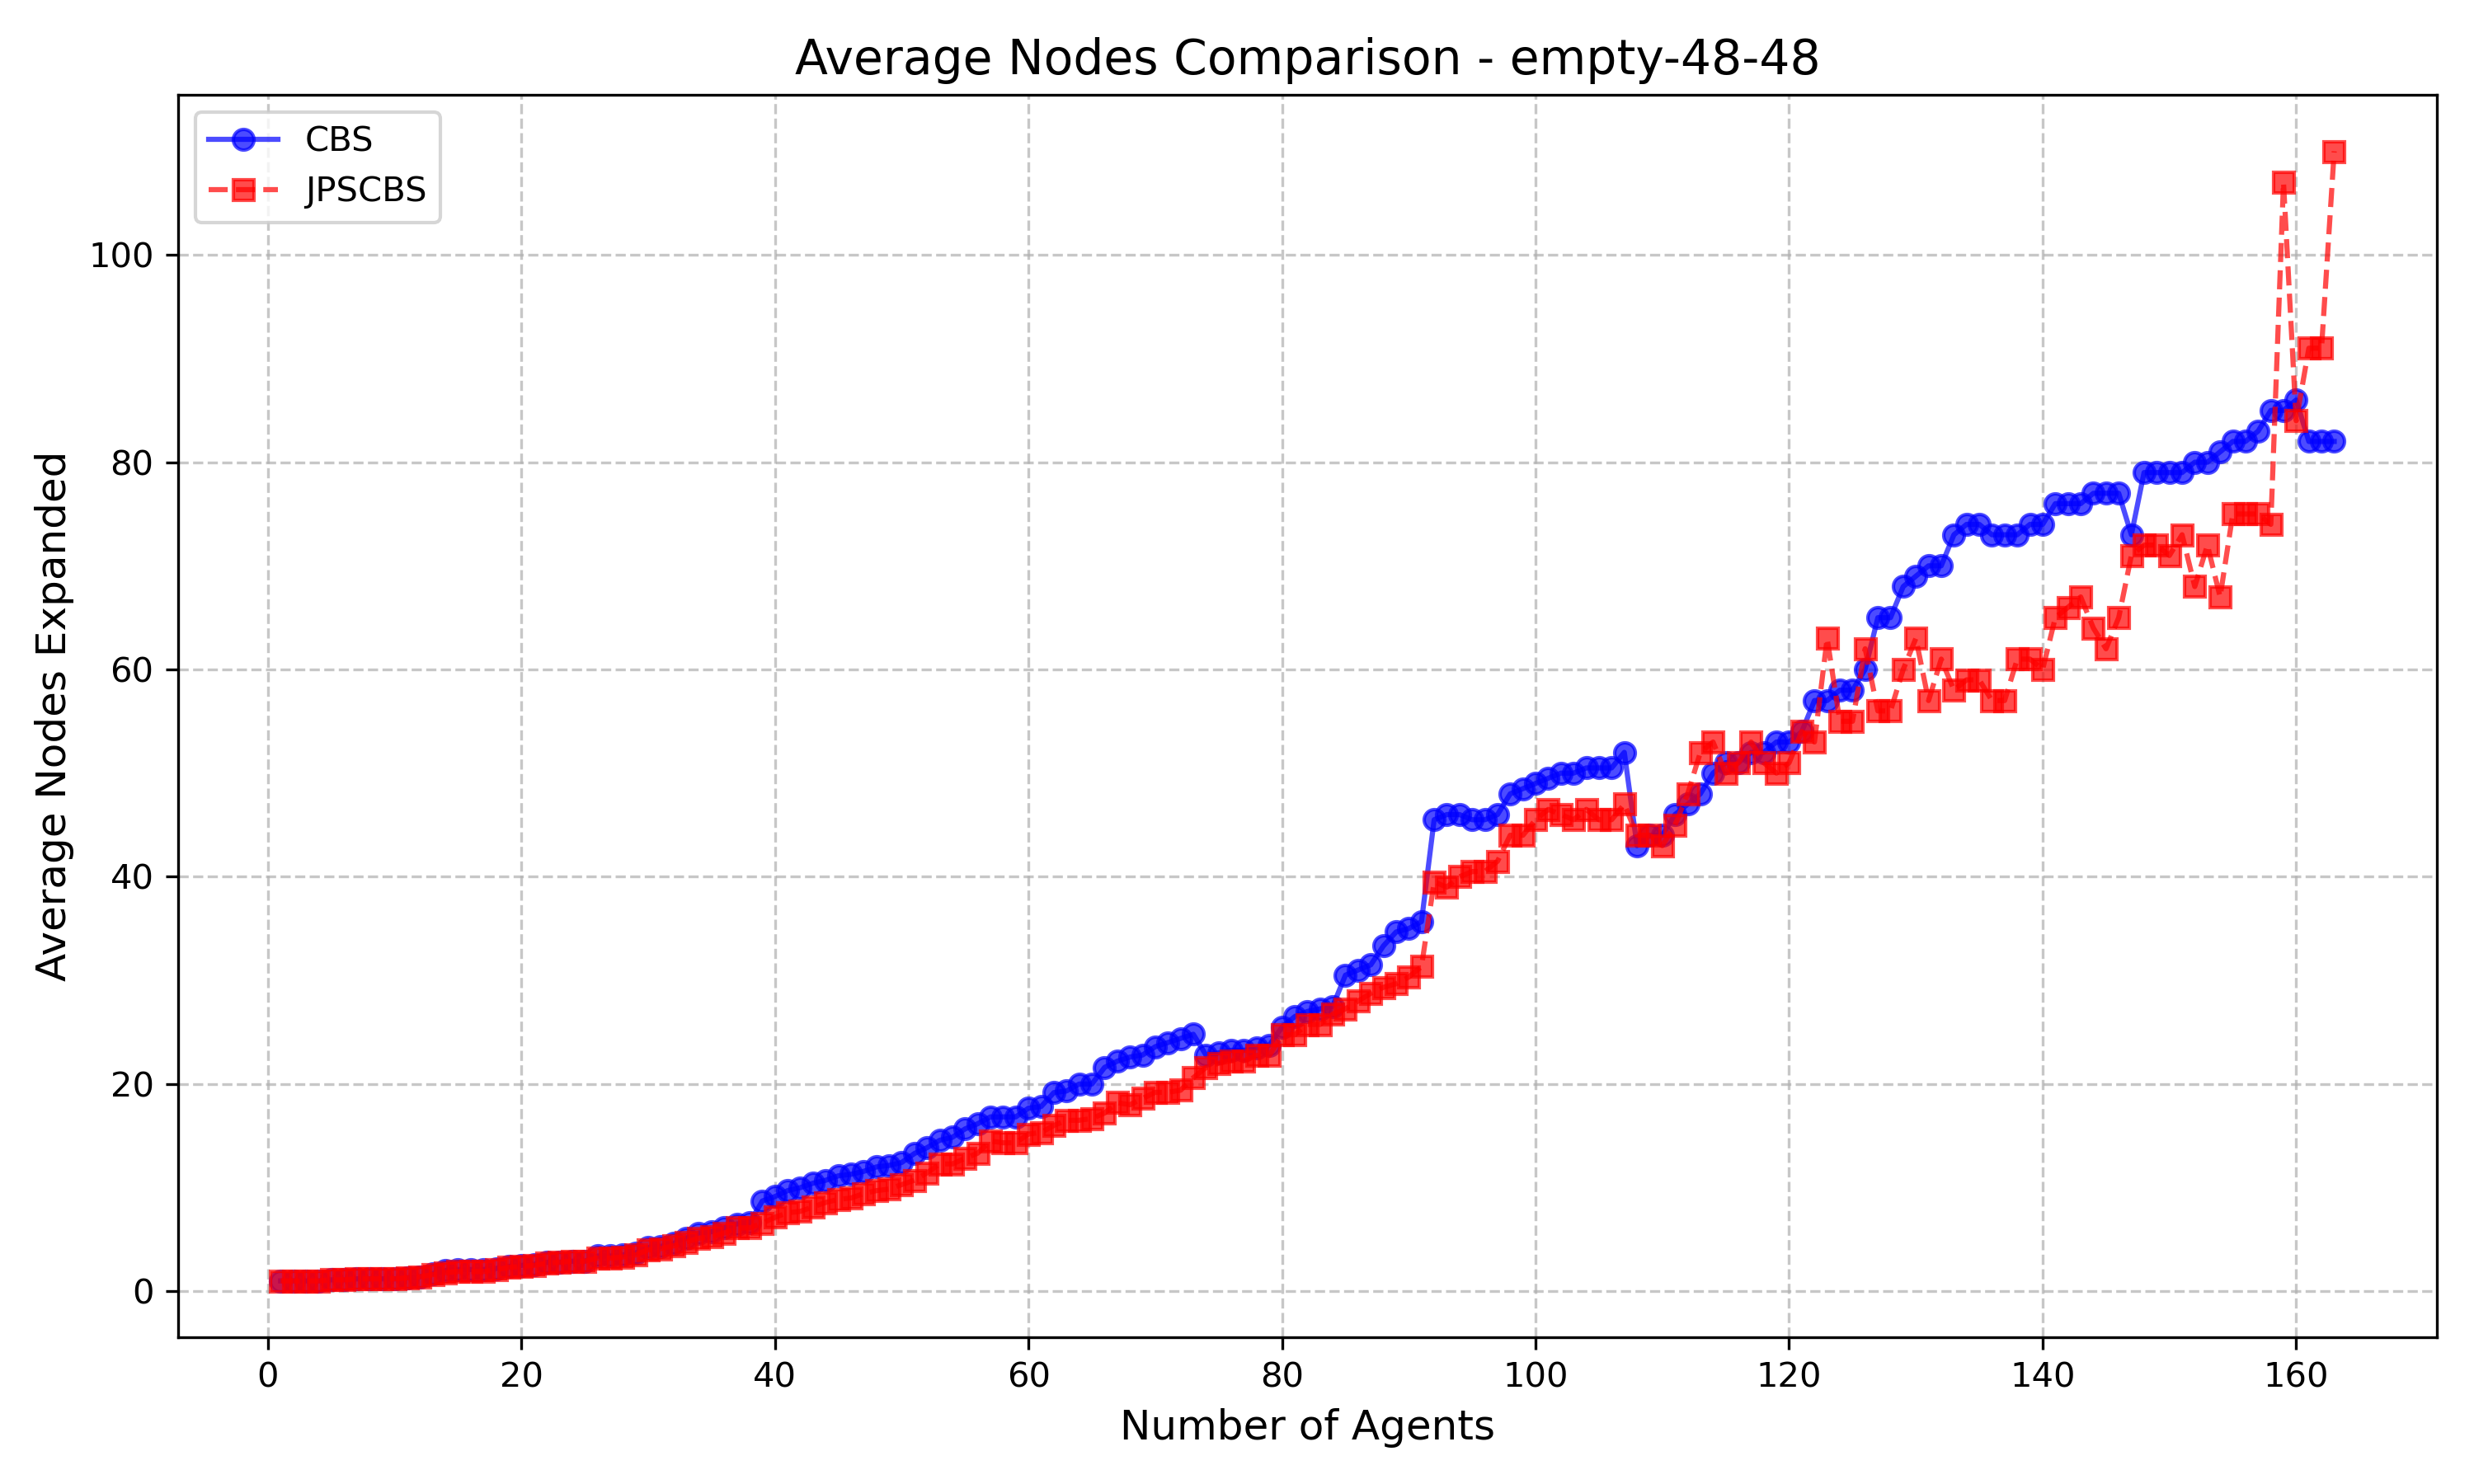 Average Nodes Comparison - empty-48-48
CBS
JPSCBS
Average Nodes Expanded
100
80
60
40
20
0
0 20 40 60 80 100 120 140 160
Number of Agents